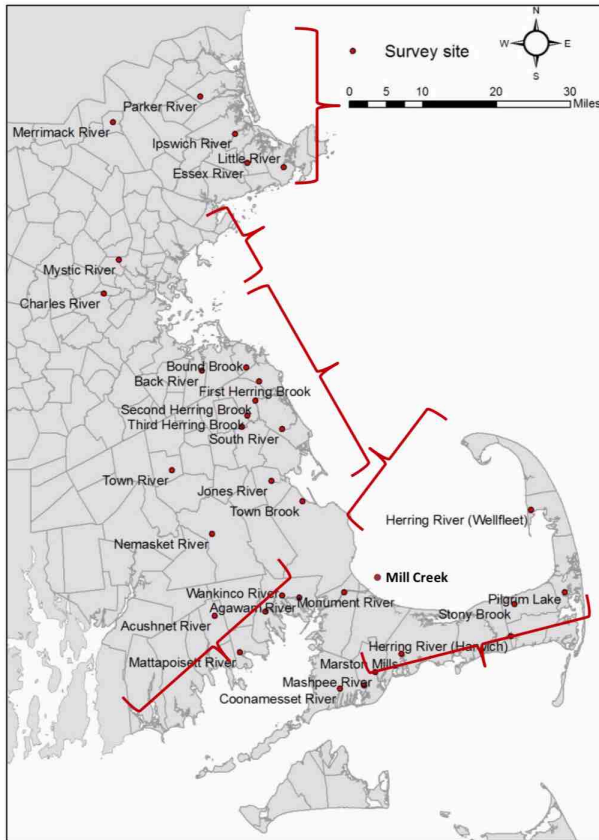 N
W E
S
Survey site
0 5 10 20 30
Miles
Parker River
Merrimack River
Ipswich River
Little River
Essex River
Mystic River
Charles River
Bound Brook
Back River
First Herring Brook
Second Herring Brook
Third Herring Brook
South River
Town River
Jones River
Town Brook
Herring River (Wellfleet)
Nemasket River
Mill Creek
Wankinco River
Monument River
Pilgrim Lake
Agawam River
Stony Brook
Acushnet River
Herring River (Harwich)
Mattapoisett River
Marston Mills
Mashpee River
Coonamesset River